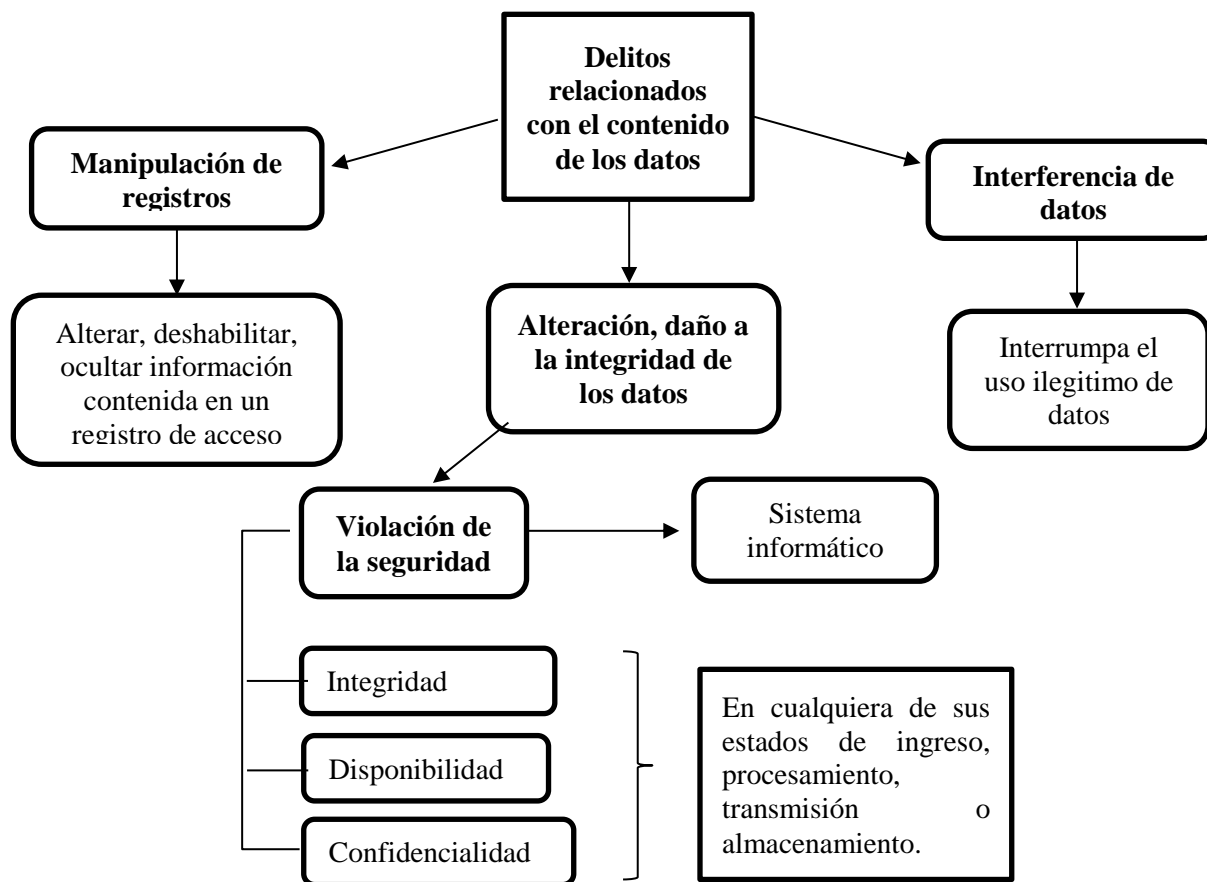 Delitos
relacionados
con el contenido
de los datos
Manipulación de
registros
Interferencia de
datos
Alterar, deshabilitar,
ocultar información
contenida en un
registro de acceso
Alteración, daño a
la integridad de
los datos
Interrumpa el
uso ilegitimo de
datos
Violación de
la seguridad
Sistema
informático
Integridad
Disponibilidad
Confidencialidad
En cualquiera de sus
estados de ingreso,
procesamiento,
transmisión o
almacenamiento.